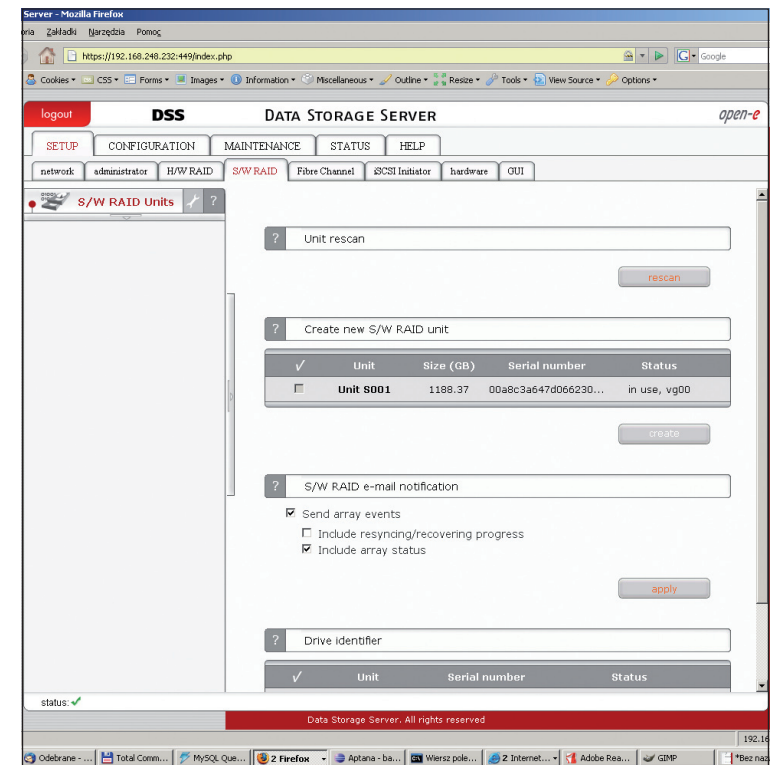 Server - Mozilla Firefox
oria Zakładki Narzędzia Pomoc
https://192.168.248.232:449/index.php
G Google
Cookies CSS Forms Images Information Miscellaneous Outline Resize Tools View Source Options
logout DSS DATA STORAGE SERVER open-e
SETUP CONFIGURATION MAINTENANCE STATUS HELP
network administrator H/W RAID S/W RAID Fibre Channel iSCSI Initiator hardware GUI
S/W RAID Units ?
? Unit rescan
rescan
? Create new S/W RAID unit
√ Unit Size (GB) Serial number Status
Unit S001 1188.37 00a8c3a647d066230... in use, vg00
create
? S/W RAID e-mail notification
Send array events
Include resyncing/recovering progress
Include array status
apply
? Drive identifier
√ Unit Serial number Status
status:
Data Storage Server. All rights reserved
192.16
Odebrane - ... Total Comm... MySQL Que... 2 Firefox Aptana - ba... Wiersz pole... 2 Internet... Adobe Rea... GIMP *Bez naz